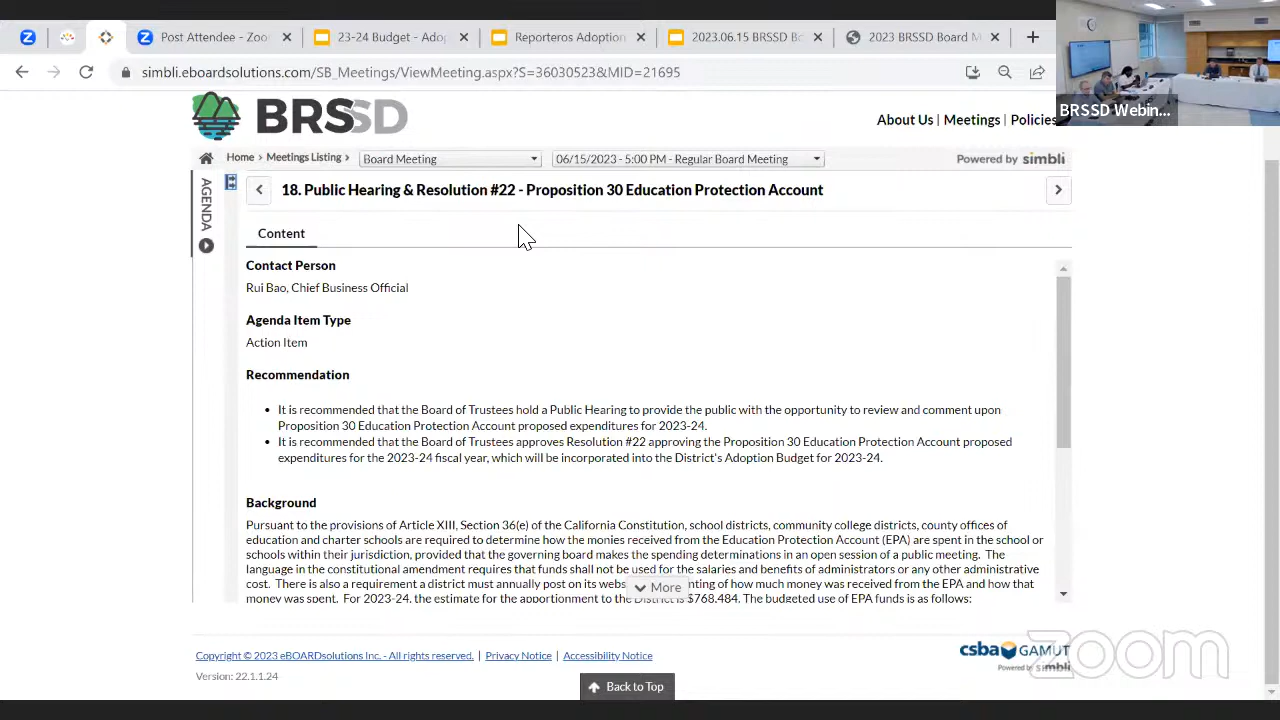 Post Attendee - Zoo
23-24 Budget - Ad
Reporteros Adoption
2023.06.15 BRSSD Bo
2023 BRSSD Board M
simbli.eboardsolutions.com/SB_Meetings/ViewMeeting.aspx?S=36030523&MID=21695
BRSSD Webin...
BRSSD
About Us | Meetings | Policies
Home > Meetings Listing > Board Meeting 06/15/2023 - 5:00 PM - Regular Board Meeting Powered by simbli
AGENDA
18. Public Hearing & Resolution #22 - Proposition 30 Education Protection Account
Content
Contact Person
Rui Bao, Chief Business Official
Agenda Item Type
Action Item
Recommendation
• It is recommended that the Board of Trustees hold a Public Hearing to provide the public with the opportunity to review and comment upon
Proposition 30 Education Protection Account proposed expenditures for 2023-24.
• It is recommended that the Board of Trustees approves Resolution #22 approving the Proposition 30 Education Protection Account proposed
expenditures for the 2023-24 fiscal year, which will be incorporated into the District's Adoption Budget for 2023-24.
Background
Pursuant to the provisions of Article XIII, Section 36(e) of the California Constitution, school districts, community college districts, county offices of
education and charter schools are required to determine how the monies received from the Education Protection Account (EPA) are spent in the school or
schools within their jurisdiction, provided that the governing board makes the spending determinations in an open session of a public meeting. The
language in the constitutional amendment requires that funds shall not be used for the salaries and benefits of administrators or any other administrative
cost. There is also a requirement a district must annually post on its webs nting of how much money was received from the EPA and how that
More
money was spent. For 2023-24, the estimate for the apportionment to the District is $768,484. The budgeted use of EPA funds is as follows:
Copyright © 2023 eBOARDsolutions Inc. - All rights reserved. | Privacy Notice | Accessibility Notice
csba GAMUT
Powered by simbli
zoom
Version: 22.1.1.24
Back to Top